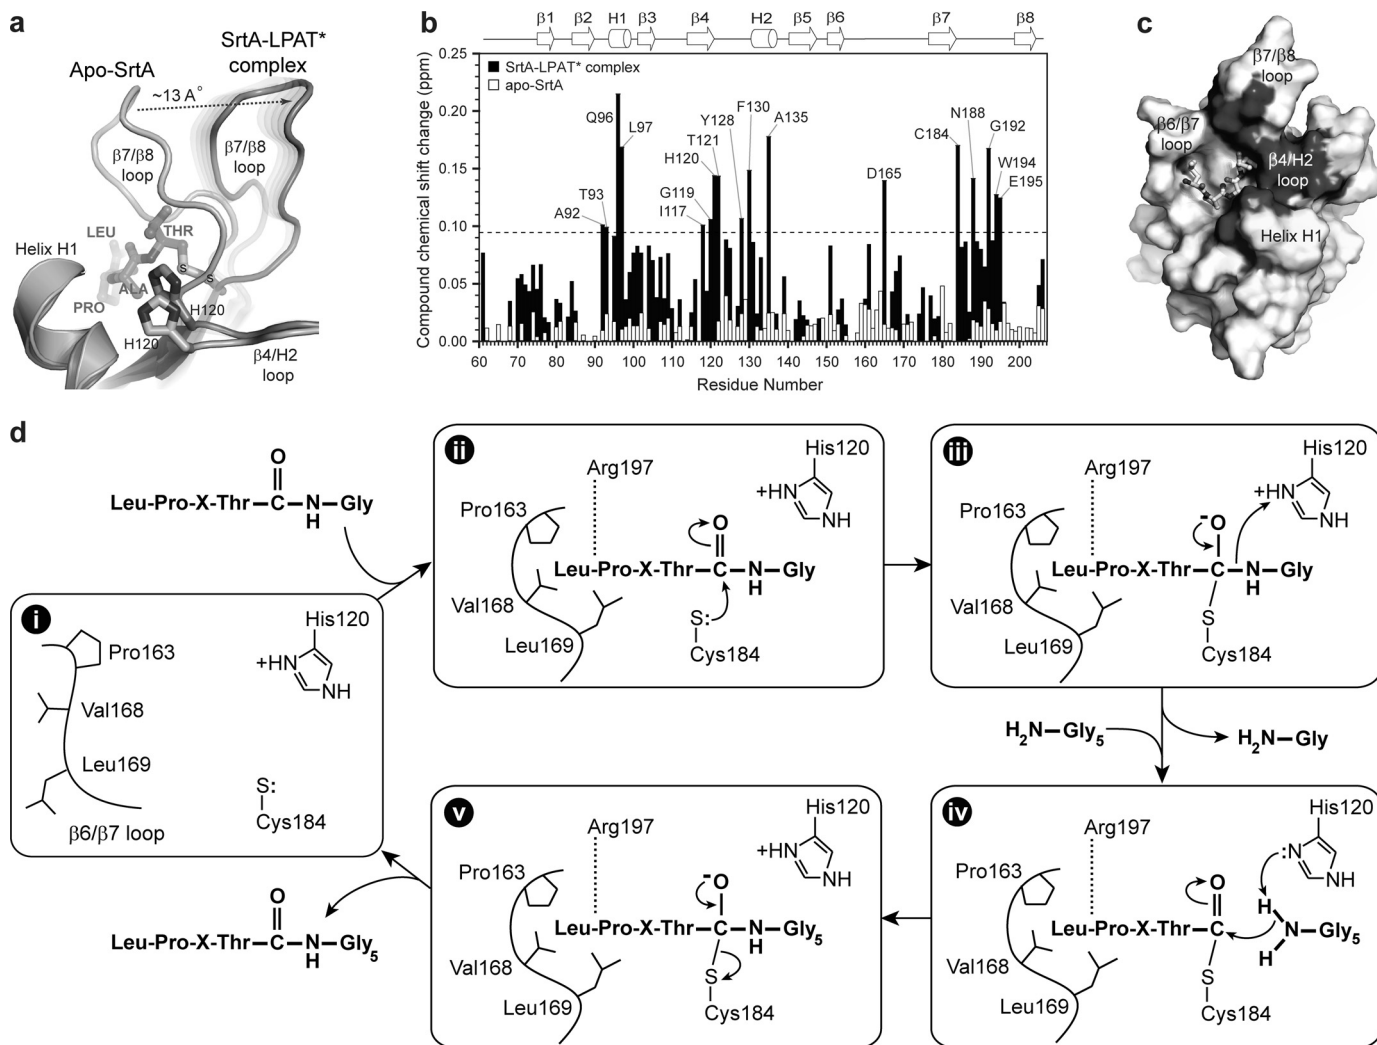 a
Apo-SrtA
SrtA-LPAT*
complex
~13 A°
β7/β8
loop
β7/β8
loop
LEU
THR
Helix H1
S
S
ALA
PRO
H120
H120
β4/H2
loop
b
β1 β2 H1 β3 β4 H2 β5 β6 β7 β8
Compound chemical shift change (ppm)
0.25
0.20
0.15
0.10
0.05
0.00
SrtA-LPAT* complex
apo-SrtA
Q96
L97
T93
A92
Y128
T121
H120
G119
I117
F130
A135
D165
C184
N188
G192
W194
E195
60 70 80 90 100 110 120 130 140 150 160 170 180 190 200
Residue Number
c
β7/β8
loop
β6/β7
loop
β4/H2
loop
Helix H1
d
Leu-Pro-X-Thr-C-N-Gly
O
H
i
His120
+HN
NH
Pro163
Val168
Leu169
S:
Cys184
β6/β7 loop
ii
His120
Arg197
+HN
NH
Pro163
O
Leu-Pro-X-Thr-C-N-Gly
H
Val168
Leu169
S:
Cys184
iii
His120
Arg197
+HN
NH
Pro163
-O
Leu-Pro-X-Thr-C-N-Gly
H
Val168
Leu169
S
Cys184
H2N-Gly5
H2N-Gly
iv
His120
Arg197
:N
NH
Pro163
O
H
Leu-Pro-X-Thr-C
N-Gly5
H
Val168
Leu169
S
Cys184
v
His120
Arg197
+HN
NH
Pro163
-O
Leu-Pro-X-Thr-C-N-Gly5
H
Val168
Leu169
S
Cys184
O
Leu-Pro-X-Thr-C-N-Gly5
H